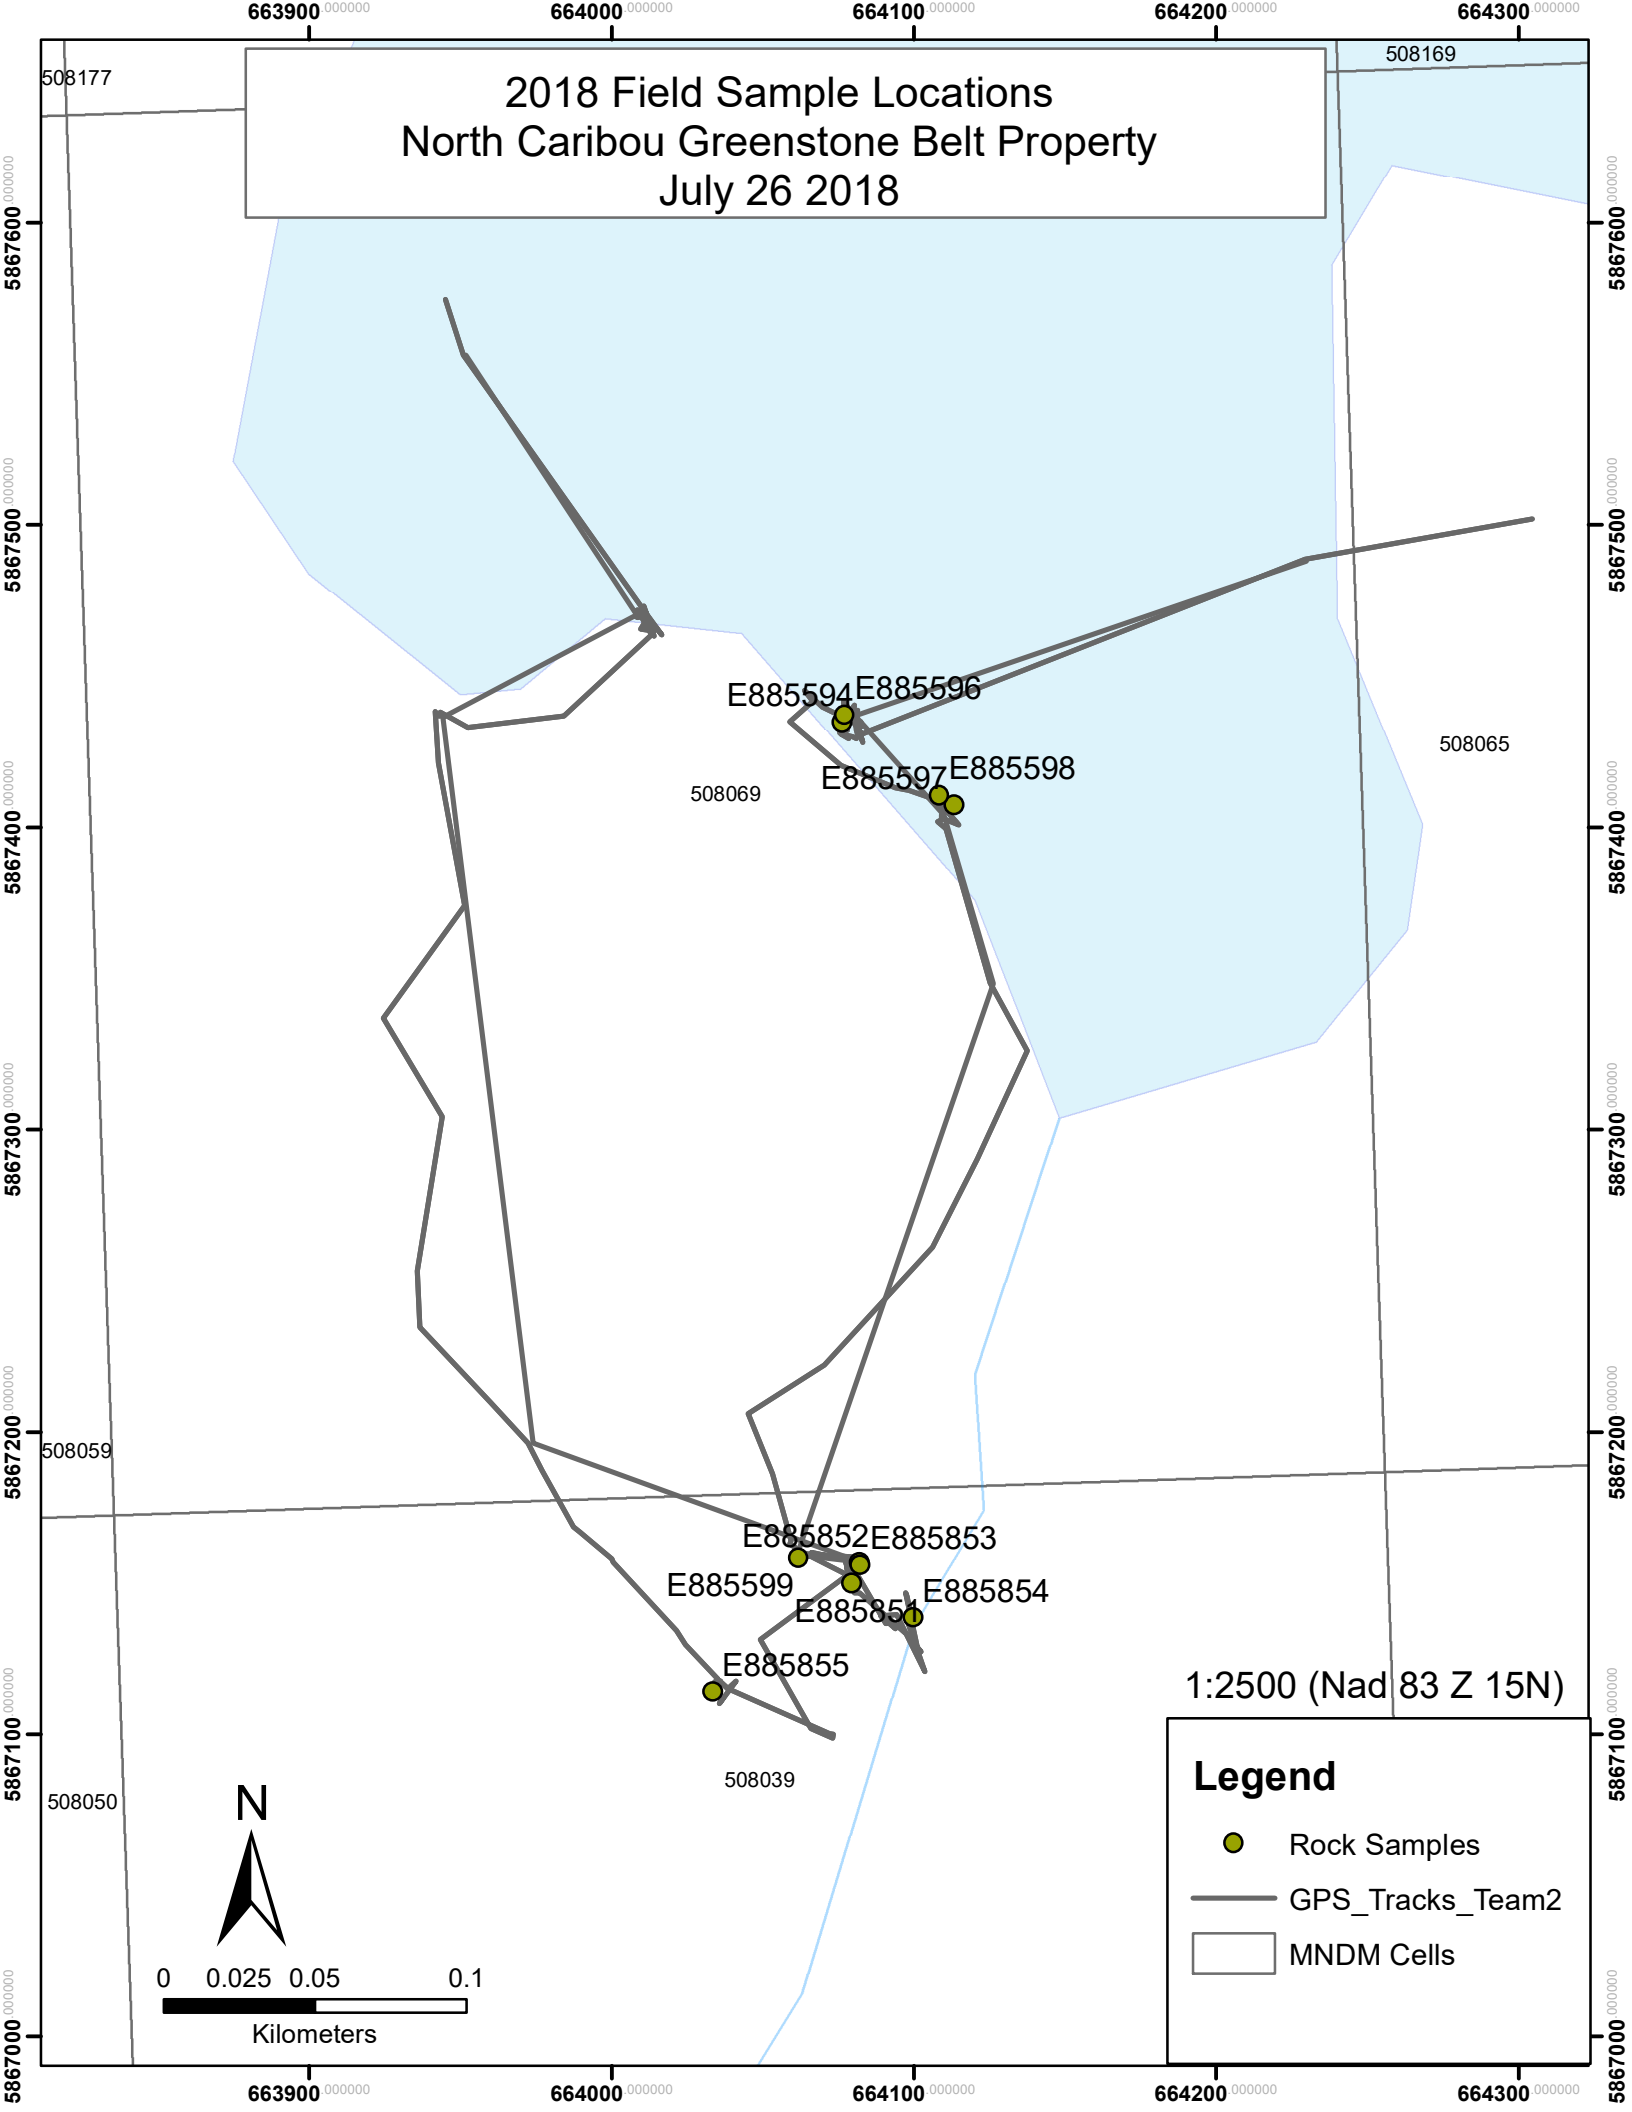 663900.000000 664000.000000 664100.000000 664200.000000 664300.000000
508177
508169
2018 Field Sample Locations
North Caribou Greenstone Belt Property
July 26 2018
5867600.000000 5867600.000000
5867500.000000 5867500.000000
E885594 E885596
508065
E885597 E885598
508069
5867400.000000 5867400.000000
5867300.000000 5867300.000000
5867200.000000 5867200.000000
508059
E885852 E885853
E885599 E885854
E885851
E885855
1:2500 (Nad 83 Z 15N)
5867100.000000 5867100.000000
508039
508050
Legend
Rock Samples
GPS_Tracks_Team2
MNDM Cells
N
0 0.025 0.05 0.1
Kilometers
5867000.000000 5867000.000000
663900.000000 664000.000000 664100.000000 664200.000000 664300.000000